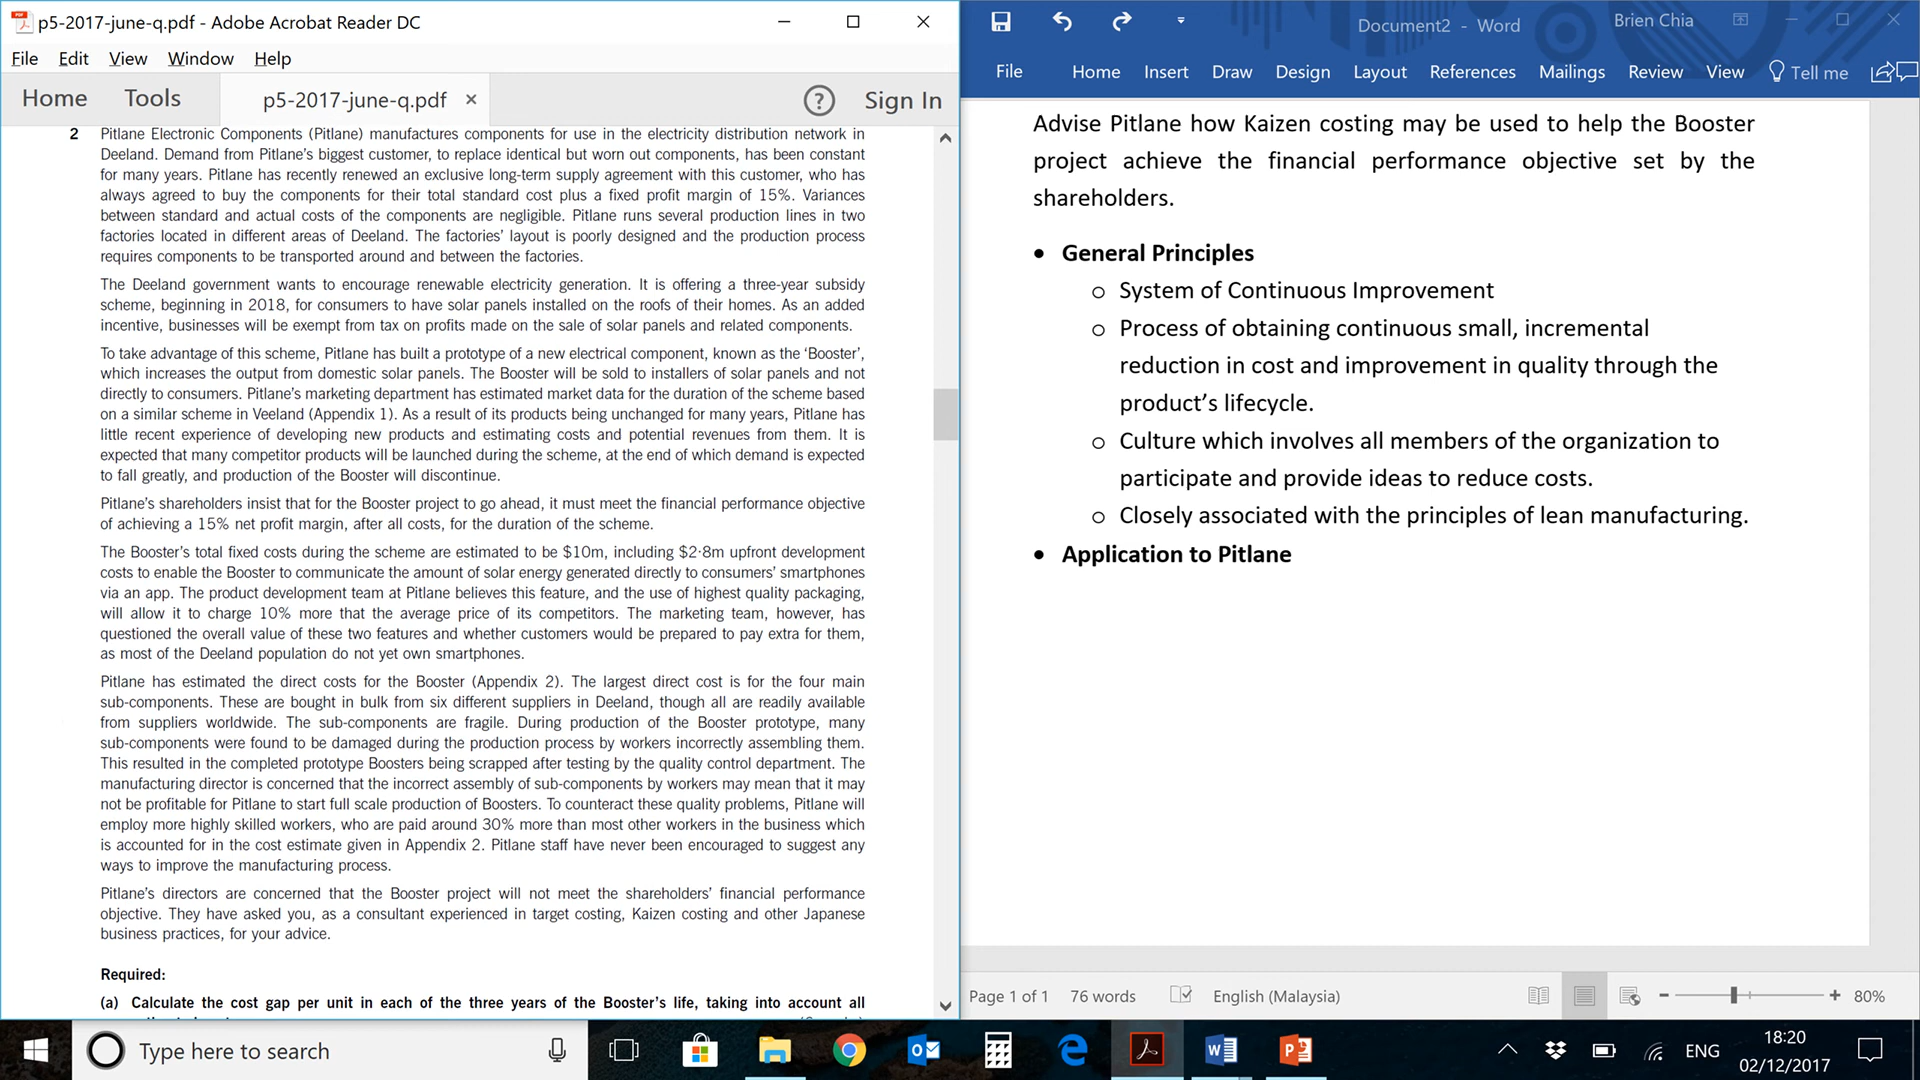 p5-2017-june-q.pdf - Adobe Acrobat Reader DC
File Edit View Window Help
Home Tools p5-2017-june-q.pdf × ? Sign In
2 Pitlane Electronic Components (Pitlane) manufactures components for use in the electricity distribution network in
Deeland. Demand from Pitlane's biggest customer, to replace identical but worn out components, has been constant
for many years. Pitlane has recently renewed an exclusive long-term supply agreement with this customer, who has
always agreed to buy the components for their total standard cost plus a fixed profit margin of 15%. Variances
between standard and actual costs of the components are negligible. Pitlane runs several production lines in two
factories located in different areas of Deeland. The factories' layout is poorly designed and the production process
requires components to be transported around and between the factories.
The Deeland government wants to encourage renewable electricity generation. It is offering a three-year subsidy
scheme, beginning in 2018, for consumers to have solar panels installed on the roofs of their homes. As an added
incentive, businesses will be exempt from tax on profits made on the sale of solar panels and related components.
To take advantage of this scheme, Pitlane has built a prototype of a new electrical component, known as the 'Booster',
which increases the output from domestic solar panels. The Booster will be sold to installers of solar panels and not
directly to consumers. Pitlane's marketing department has estimated market data for the duration of the scheme based
on a similar scheme in Veeland (Appendix 1). As a result of its products being unchanged for many years, Pitlane has
little recent experience of developing new products and estimating costs and potential revenues from them. It is
expected that many competitor products will be launched during the scheme, at the end of which demand is expected
to fall greatly, and production of the Booster will discontinue.
Pitlane's shareholders insist that for the Booster project to go ahead, it must meet the financial performance objective
of achieving a 15% net profit margin, after all costs, for the duration of the scheme.
The Booster's total fixed costs during the scheme are estimated to be $10m, including $2·8m upfront development
costs to enable the Booster to communicate the amount of solar energy generated directly to consumers' smartphones
via an app. The product development team at Pitlane believes this feature, and the use of highest quality packaging,
will allow it to charge 10% more that the average price of its competitors. The marketing team, however, has
questioned the overall value of these two features and whether customers would be prepared to pay extra for them,
as most of the Deeland population do not yet own smartphones.
Pitlane has estimated the direct costs for the Booster (Appendix 2). The largest direct cost is for the four main
sub-components. These are bought in bulk from six different suppliers in Deeland, though all are readily available
from suppliers worldwide. The sub-components are fragile. During production of the Booster prototype, many
sub-components were found to be damaged during the production process by workers incorrectly assembling them.
This resulted in the completed prototype Boosters being scrapped after testing by the quality control department. The
manufacturing director is concerned that the incorrect assembly of sub-components by workers may mean that it may
not be profitable for Pitlane to start full scale production of Boosters. To counteract these quality problems, Pitlane will
employ more highly skilled workers, who are paid around 30% more than most other workers in the business which
is accounted for in the cost estimate given in Appendix 2. Pitlane staff have never been encouraged to suggest any
ways to improve the manufacturing process.
Pitlane's directors are concerned that the Booster project will not meet the shareholders' financial performance
objective. They have asked you, as a consultant experienced in target costing, Kaizen costing and other Japanese
business practices, for your advice.
Required:
(a) Calculate the cost gap per unit in each of the three years of the Booster's life, taking into account all
Document2 - Word Brien Chia
File Home Insert Draw Design Layout References Mailings Review View Tell me
Advise Pitlane how Kaizen costing may be used to help the Booster
project achieve the financial performance objective set by the
shareholders.
• General Principles
o System of Continuous Improvement
o Process of obtaining continuous small, incremental
reduction in cost and improvement in quality through the
product's lifecycle.
o Culture which involves all members of the organization to
participate and provide ideas to reduce costs.
o Closely associated with the principles of lean manufacturing.
• Application to Pitlane
Page 1 of 1 76 words English (Malaysia) 80%
Type here to search ENG 18:20
02/12/2017